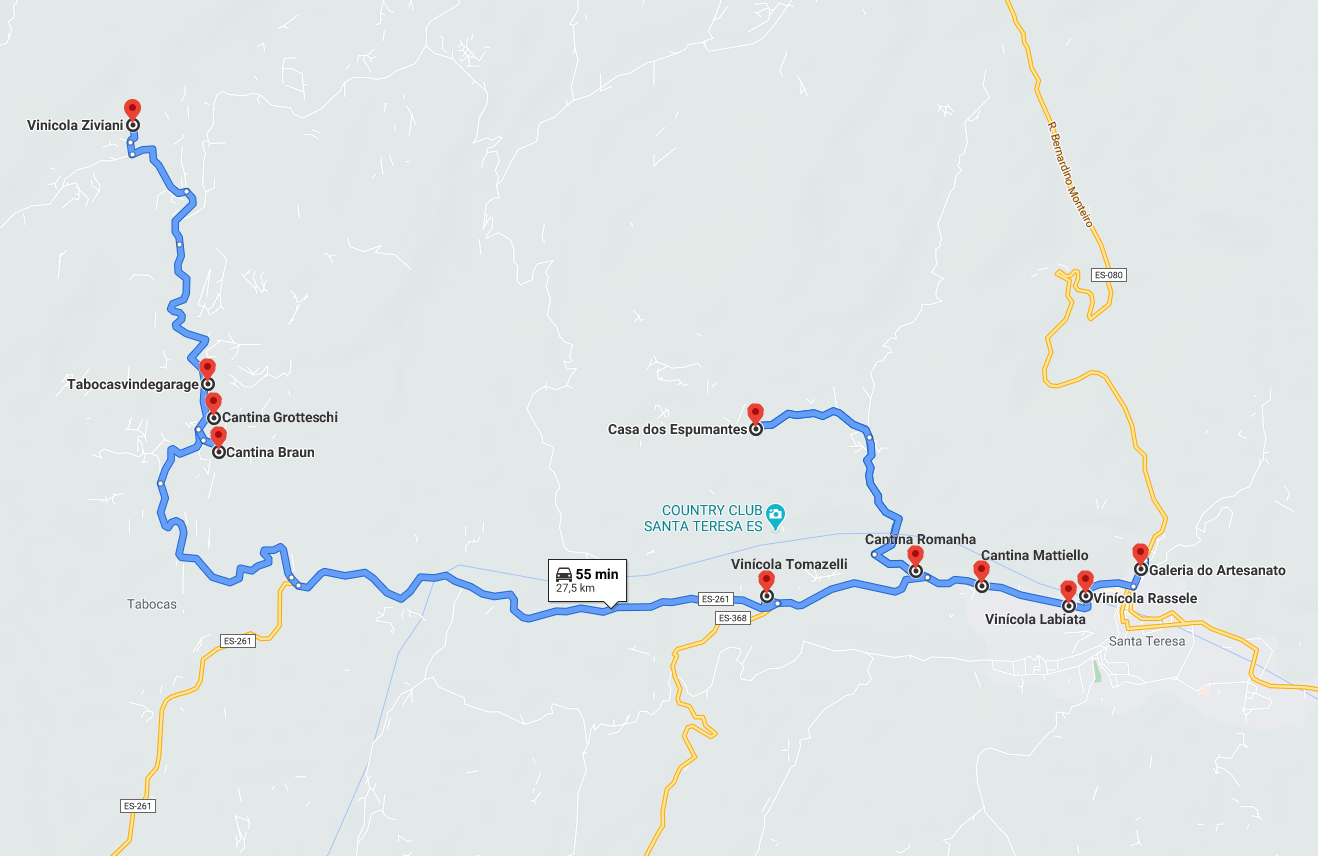 Vinicola Ziviani
R. Bernardino Monteiro
ES-080
Tabocasvindegarage
Cantina Grotteschi
Cantina Braun
Casa dos Espumantes
COUNTRY CLUB
SANTA TERESA ES
Cantina Romanha
Cantina Mattiello
Vinícola Tomazelli
55 min
27,5 km
Galeria do Artesanato
Vinícola Rassele
ES-261
Tabocas
ES-368
Vinícola Labiata
ES-261
Santa Teresa
ES-261